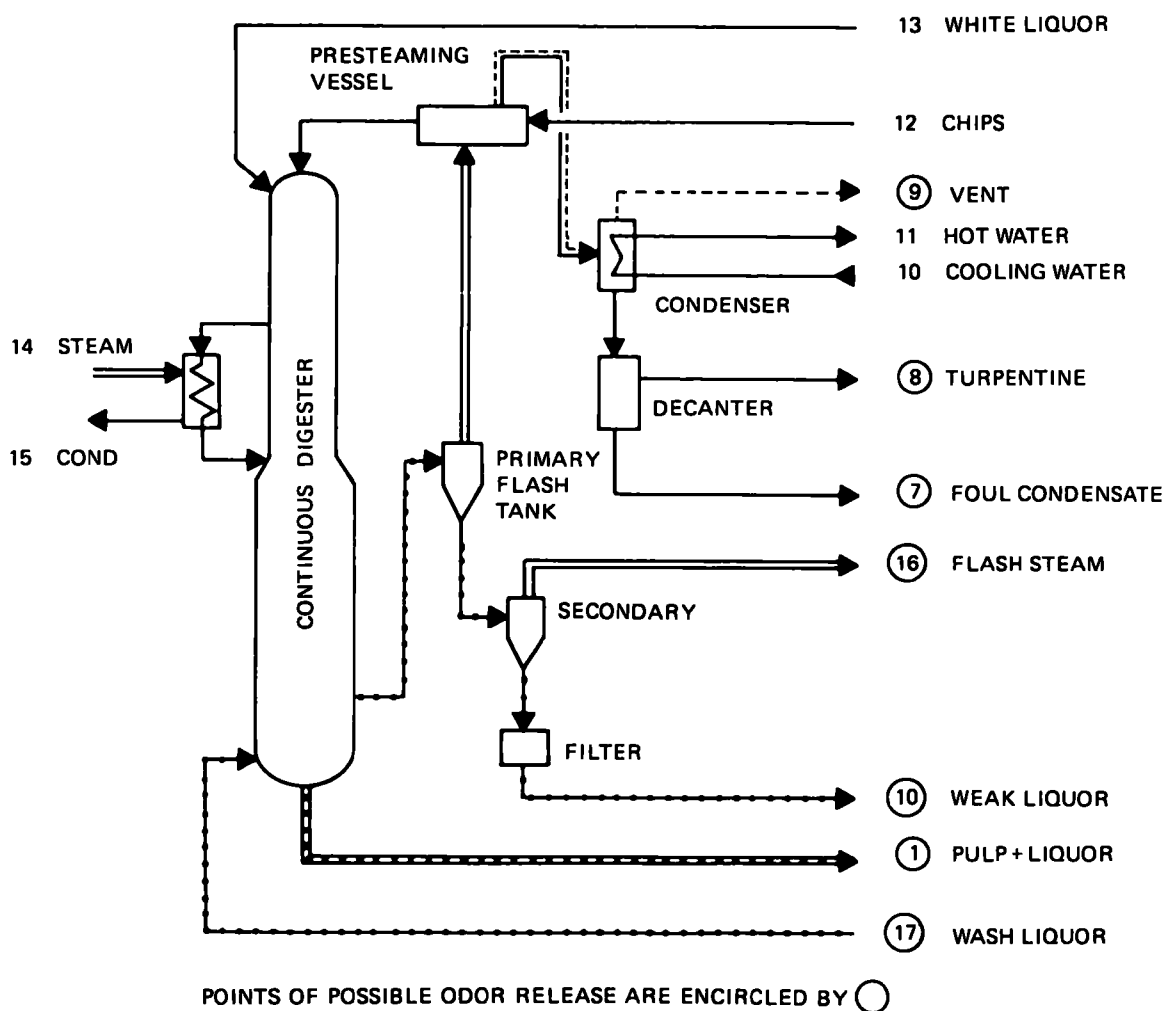 13 WHITE LIQUOR
PRESTEAMING
VESSEL
12 CHIPS
9 VENT
11 HOT WATER
10 COOLING WATER
CONDENSER
14 STEAM
8 TURPENTINE
DECANTER
15 COND
CONTINUOUS DIGESTER
PRIMARY
FLASH
TANK
7 FOUL CONDENSATE
16 FLASH STEAM
SECONDARY
FILTER
10 WEAK LIQUOR
1 PULP + LIQUOR
17 WASH LIQUOR
POINTS OF POSSIBLE ODOR RELEASE ARE ENCIRCLED BY